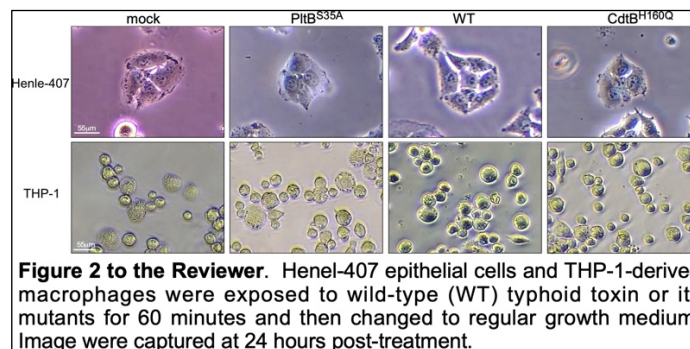 mock PltB^S35A WT CdtB^H160Q
Henle-407
55µm
THP-1
55µm
Figure 2 to the Reviewer. Henel-407 epithelial cells and THP-1-derive
macrophages were exposed to wild-type (WT) typhoid toxin or it
mutants for 60 minutes and then changed to regular growth medium
Image were captured at 24 hours post-treatment.